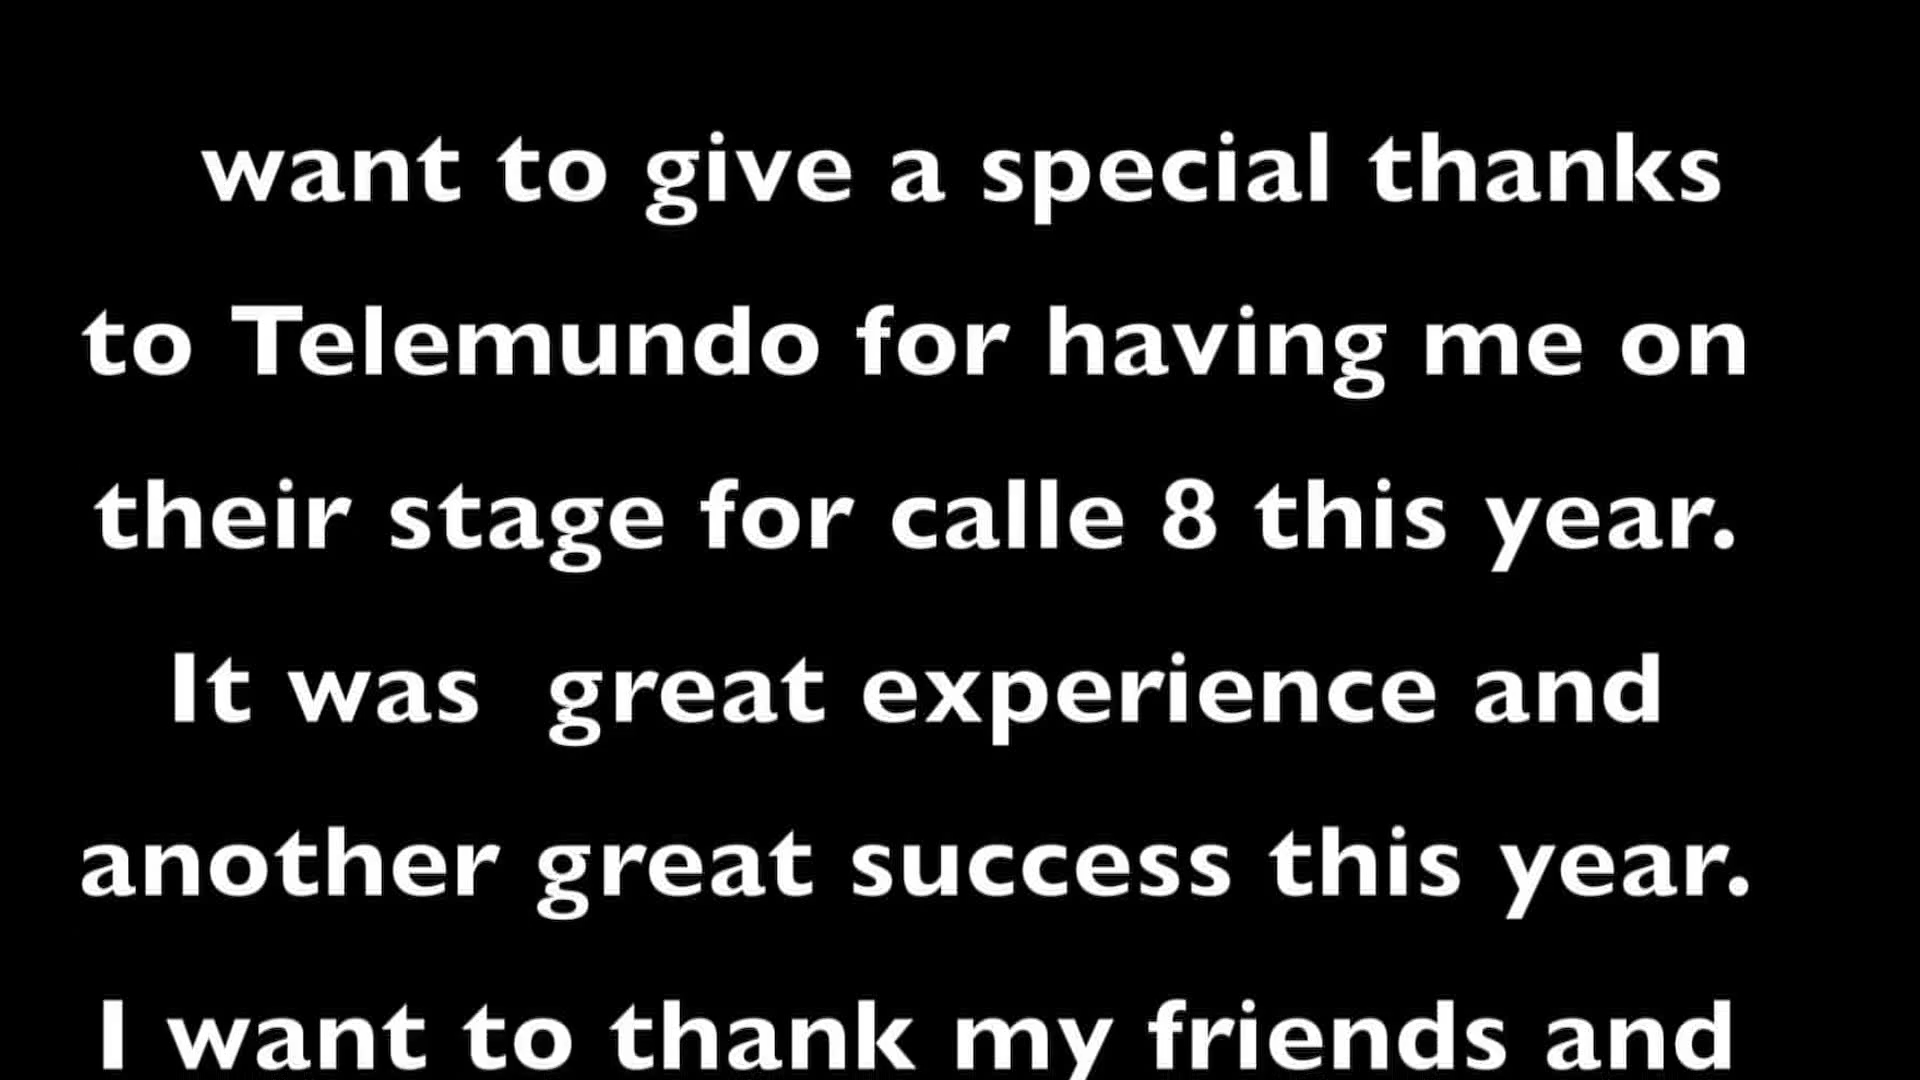 want to give a special thanks
to Telemundo for having me on
their stage for calle 8 this year.
It was  great experience and
another great success this year.
I want to thank my friends and